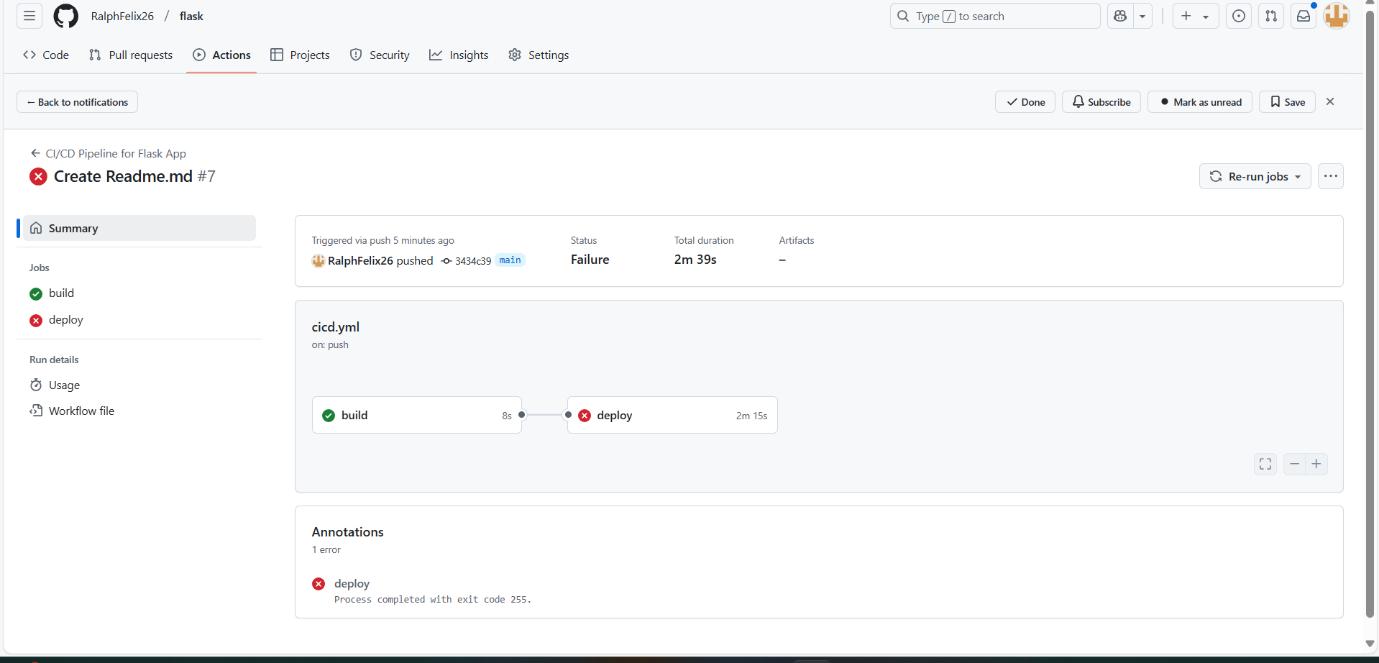 RalphFelix26 / flask
Type / to search
Code Pull requests Actions Projects Security Insights Settings
← Back to notifications
Done Subscribe Mark as unread Save
← CI/CD Pipeline for Flask App
Create Readme.md #7
Re-run jobs
Summary
Jobs
build
deploy
Run details
Usage
Workflow file
Triggered via push 5 minutes ago
RalphFelix26 pushed 3434c39 main
Status
Failure
Total duration
2m 39s
Artifacts
–
cicd.yml
on: push
build 8s
deploy 2m 15s
Annotations
1 error
deploy
Process completed with exit code 255.